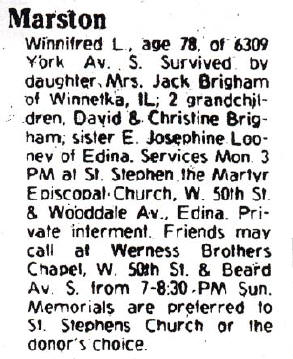 Marston
Winnifred L., age 78, of 6309
York Av. S. Survived by
daughter, Mrs. Jack Brigham
of Winnetka, IL; 2 grandchil-
dren, David & Christine Brig-
ham; sister E. Josephine Loo-
ney of Edina. Services Mon. 3
PM at St. Stephen the Martyr
Episcopal Church, W. 50th St.
& Wooddale Av., Edina. Pri-
vate interment. Friends may
call at Werness Brothers
Chapel, W. 50th St. & Beard
Av. S. from 7-8:30 PM Sun.
Memorials are preferred to
St. Stephens Church or the
donor's choice.